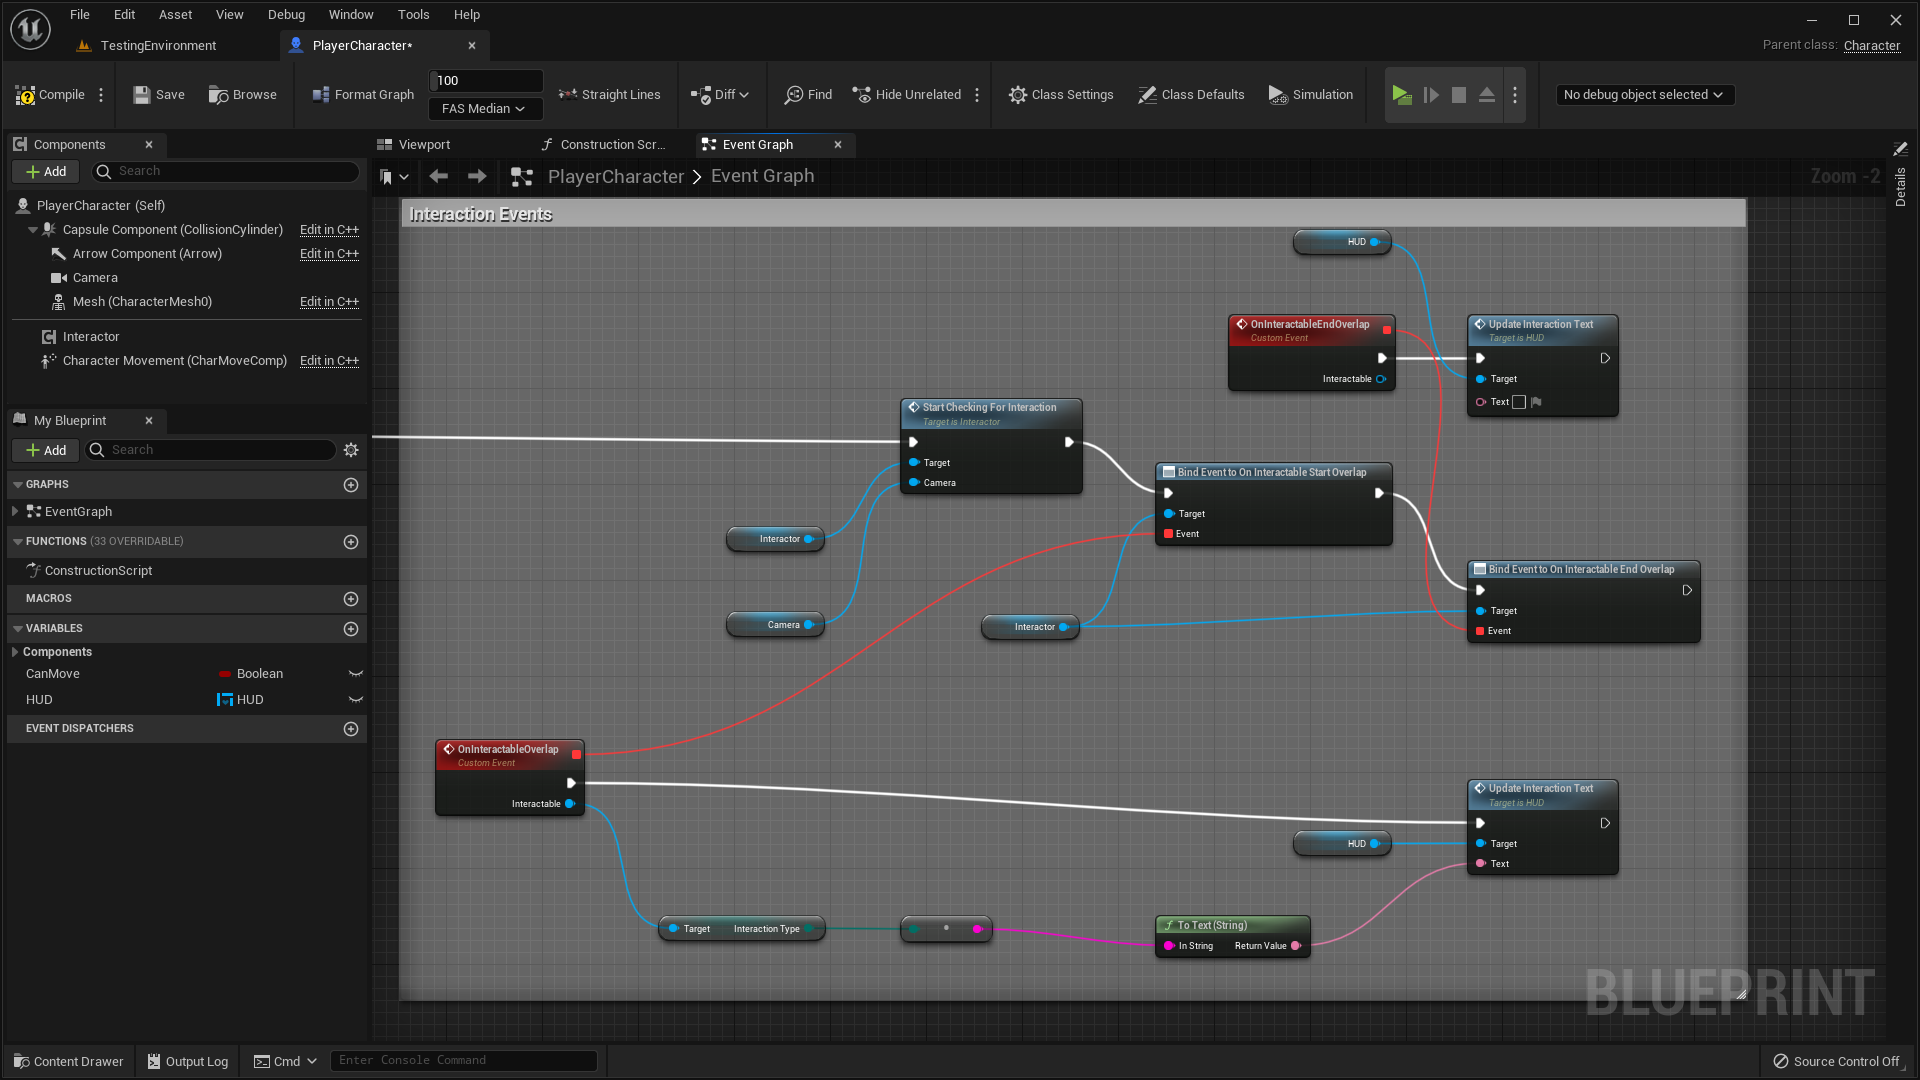 File Edit Asset View Debug Window Tools Help
TestingEnvironment
PlayerCharacter*
Parent class: Character
Compile
Save
Browse
Format Graph
100
FAS Median
Straight Lines
Diff
Find
Hide Unrelated
Class Settings
Class Defaults
Simulation
No debug object selected
Components
Add
Search
PlayerCharacter (Self)
Capsule Component (CollisionCylinder) Edit in C++
Arrow Component (Arrow) Edit in C++
Camera
Mesh (CharacterMesh0) Edit in C++
Interactor
Character Movement (CharMoveComp) Edit in C++
My Blueprint
Add
Search
GRAPHS
EventGraph
FUNCTIONS (33 OVERRIDABLE)
ConstructionScript
MACROS
VARIABLES
Components
CanMove Boolean
HUD HUD
EVENT DISPATCHERS
Viewport
Construction Scr...
Event Graph
PlayerCharacter > Event Graph
Zoom -2
Details
Interaction Events
HUD
OnInteractableEndOverlap
Custom Event
Interactable
Update Interaction Text
Target is HUD
Target
Text
Start Checking For Interaction
Target is Interactor
Target
Camera
Bind Event to On Interactable Start Overlap
Target
Event
Interactor
Camera
Interactor
Bind Event to On Interactable End Overlap
Target
Event
OnInteractableOverlap
Custom Event
Interactable
Update Interaction Text
Target is HUD
Target
Text
HUD
Target Interaction Type
To Text (String)
In String Return Value
BLUEPRINT
Content Drawer
Output Log
Cmd
Enter Console Command
Source Control Off